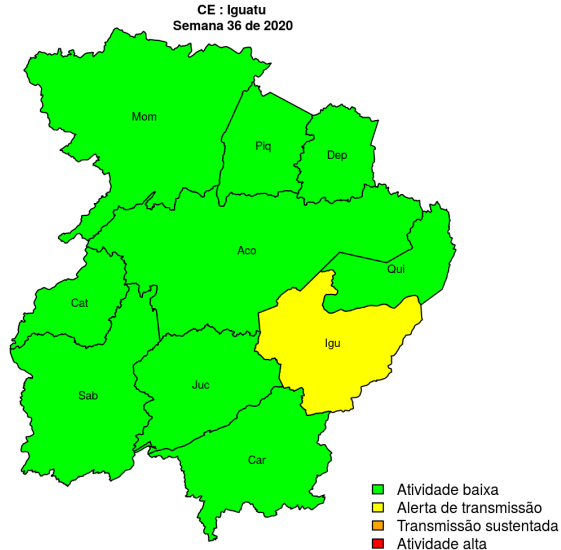 CE : Iguatu
Semana 36 de 2020
Mom
Piq
Dep
Aco
Qui
Cat
Igu
Sab
Juc
Car
Atividade baixa
Alerta de transmissão
Transmissão sustentada
Atividade alta